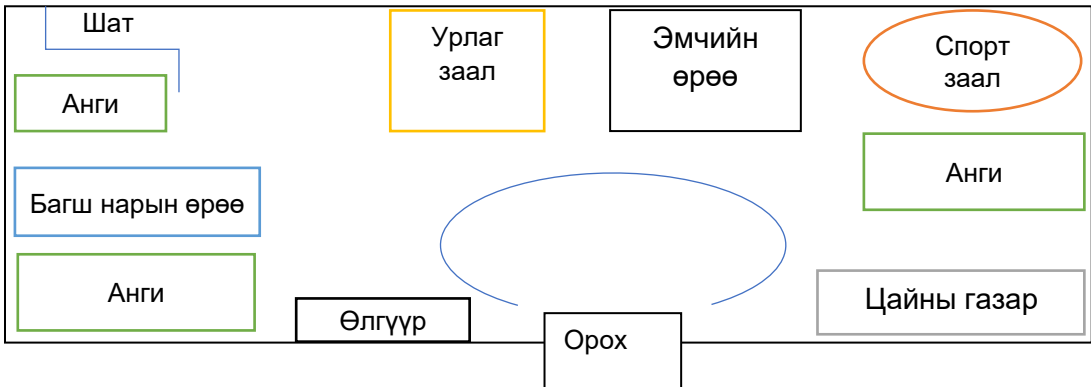 Шат
Урлаг
заал
Эмчийн
өрөө
Спорт
заал
Анги
Анги
Багш нарын өрөө
Анги
Өлгүүр
Орох
Цайны газар